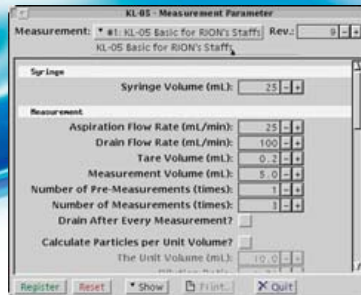 KL-05 - Measurement Parameter
Measurement: #1: KL-05 Basic for RION's Staffs Rev.: 9 - +
KL-05 Basic for RION's Staffs
Syringe
Syringe Volume (mL): 25 - +
Measurement
Aspiration Flow Rate (mL/min): 25 - +
Drain Flow Rate (mL/min): 100 - +
Tare Volume (mL): 0.2 - +
Measurement Volume (mL): 5.0 - +
Number of Pre-Measurements (times): 1 - +
Number of Measurements (times): 3 - +
Drain After Every Measurement?
Calculate Particles per Unit Volume?
The Unit Volume (mL): 10.0 - +
Dilution Ratio:
Register Reset Show Print... Quit